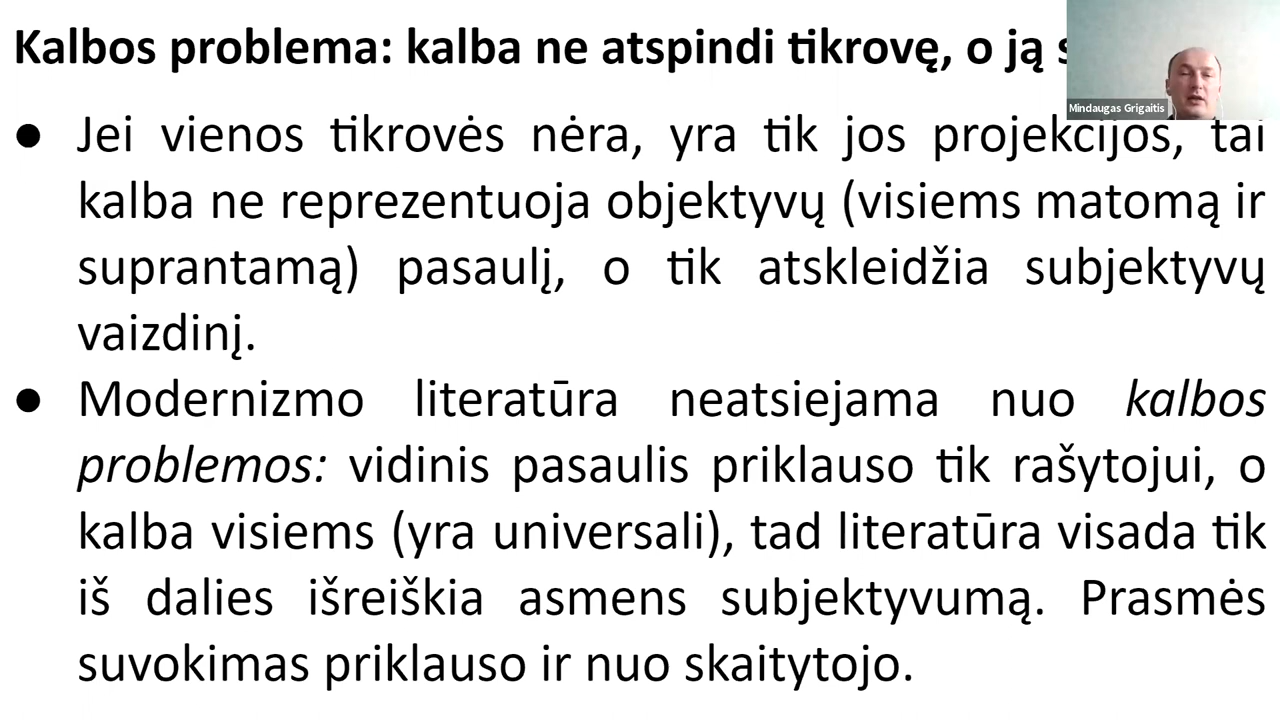 Kalbos problema: kalba ne atspindi tikrovę, o ją
Mindaugas Grigaitis
● Jei vienos tikrovės nėra, yra tik jos projekcijos, tai
kalba ne reprezentuoja objektyvų (visiems matomą ir
suprantamą) pasaulį, o tik atskleidžia subjektyvų
vaizdinį.
● Modernizmo literatūra neatsiejama nuo kalbos
problemos: vidinis pasaulis priklauso tik rašytojui, o
kalba visiems (yra universali), tad literatūra visada tik
iš dalies išreiškia asmens subjektyvumą. Prasmės
suvokimas priklauso ir nuo skaitytojo.